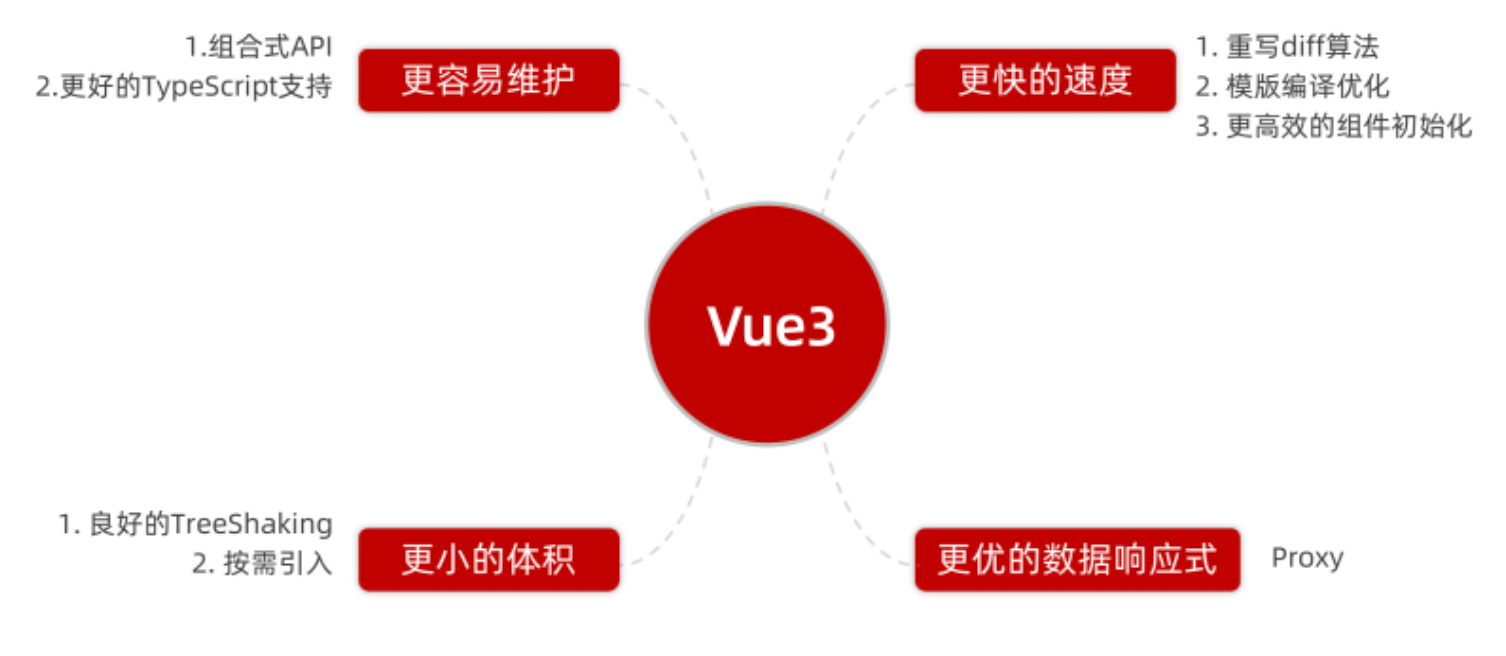 1.组合式API
2.更好的TypeScript支持
更容易维护
更快的速度
1. 重写diff算法
2. 模版编译优化
3. 更高效的组件初始化
Vue3
1. 良好的TreeShaking
2. 按需引入
更小的体积
更优的数据响应式
Proxy